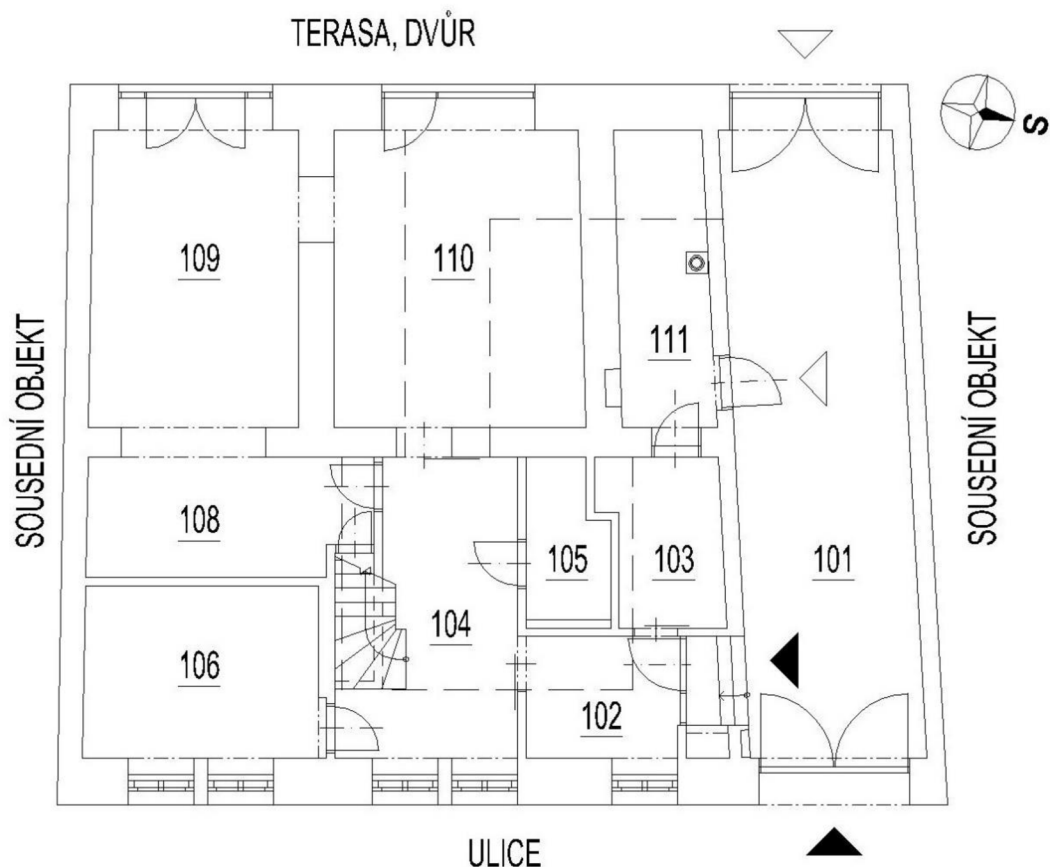 TERASA, DVŮR
S
SOUSEDNÍ OBJEKT
109
110
111
SOUSEDNÍ OBJEKT
108
105
103
101
104
106
102
ULICE